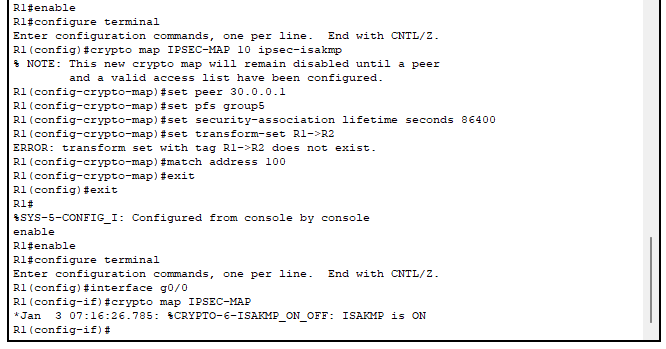 R1#enable
R1#configure terminal
Enter configuration commands, one per line.  End with CNTL/Z.
R1(config)#crypto map IPSEC-MAP 10 ipsec-isakmp
% NOTE: This new crypto map will remain disabled until a peer
        and a valid access list have been configured.
R1(config-crypto-map)#set peer 30.0.0.1
R1(config-crypto-map)#set pfs group5
R1(config-crypto-map)#set security-association lifetime seconds 86400
R1(config-crypto-map)#set transform-set R1->R2
ERROR: transform set with tag R1->R2 does not exist.
R1(config-crypto-map)#match address 100
R1(config-crypto-map)#exit
R1(config)#exit
R1#
%SYS-5-CONFIG_I: Configured from console by console
enable
R1#enable
R1#configure terminal
Enter configuration commands, one per line.  End with CNTL/Z.
R1(config)#interface g0/0
R1(config-if)#crypto map IPSEC-MAP
*Jan  3 07:16:26.785: %CRYPTO-6-ISAKMP_ON_OFF: ISAKMP is ON
R1(config-if)#